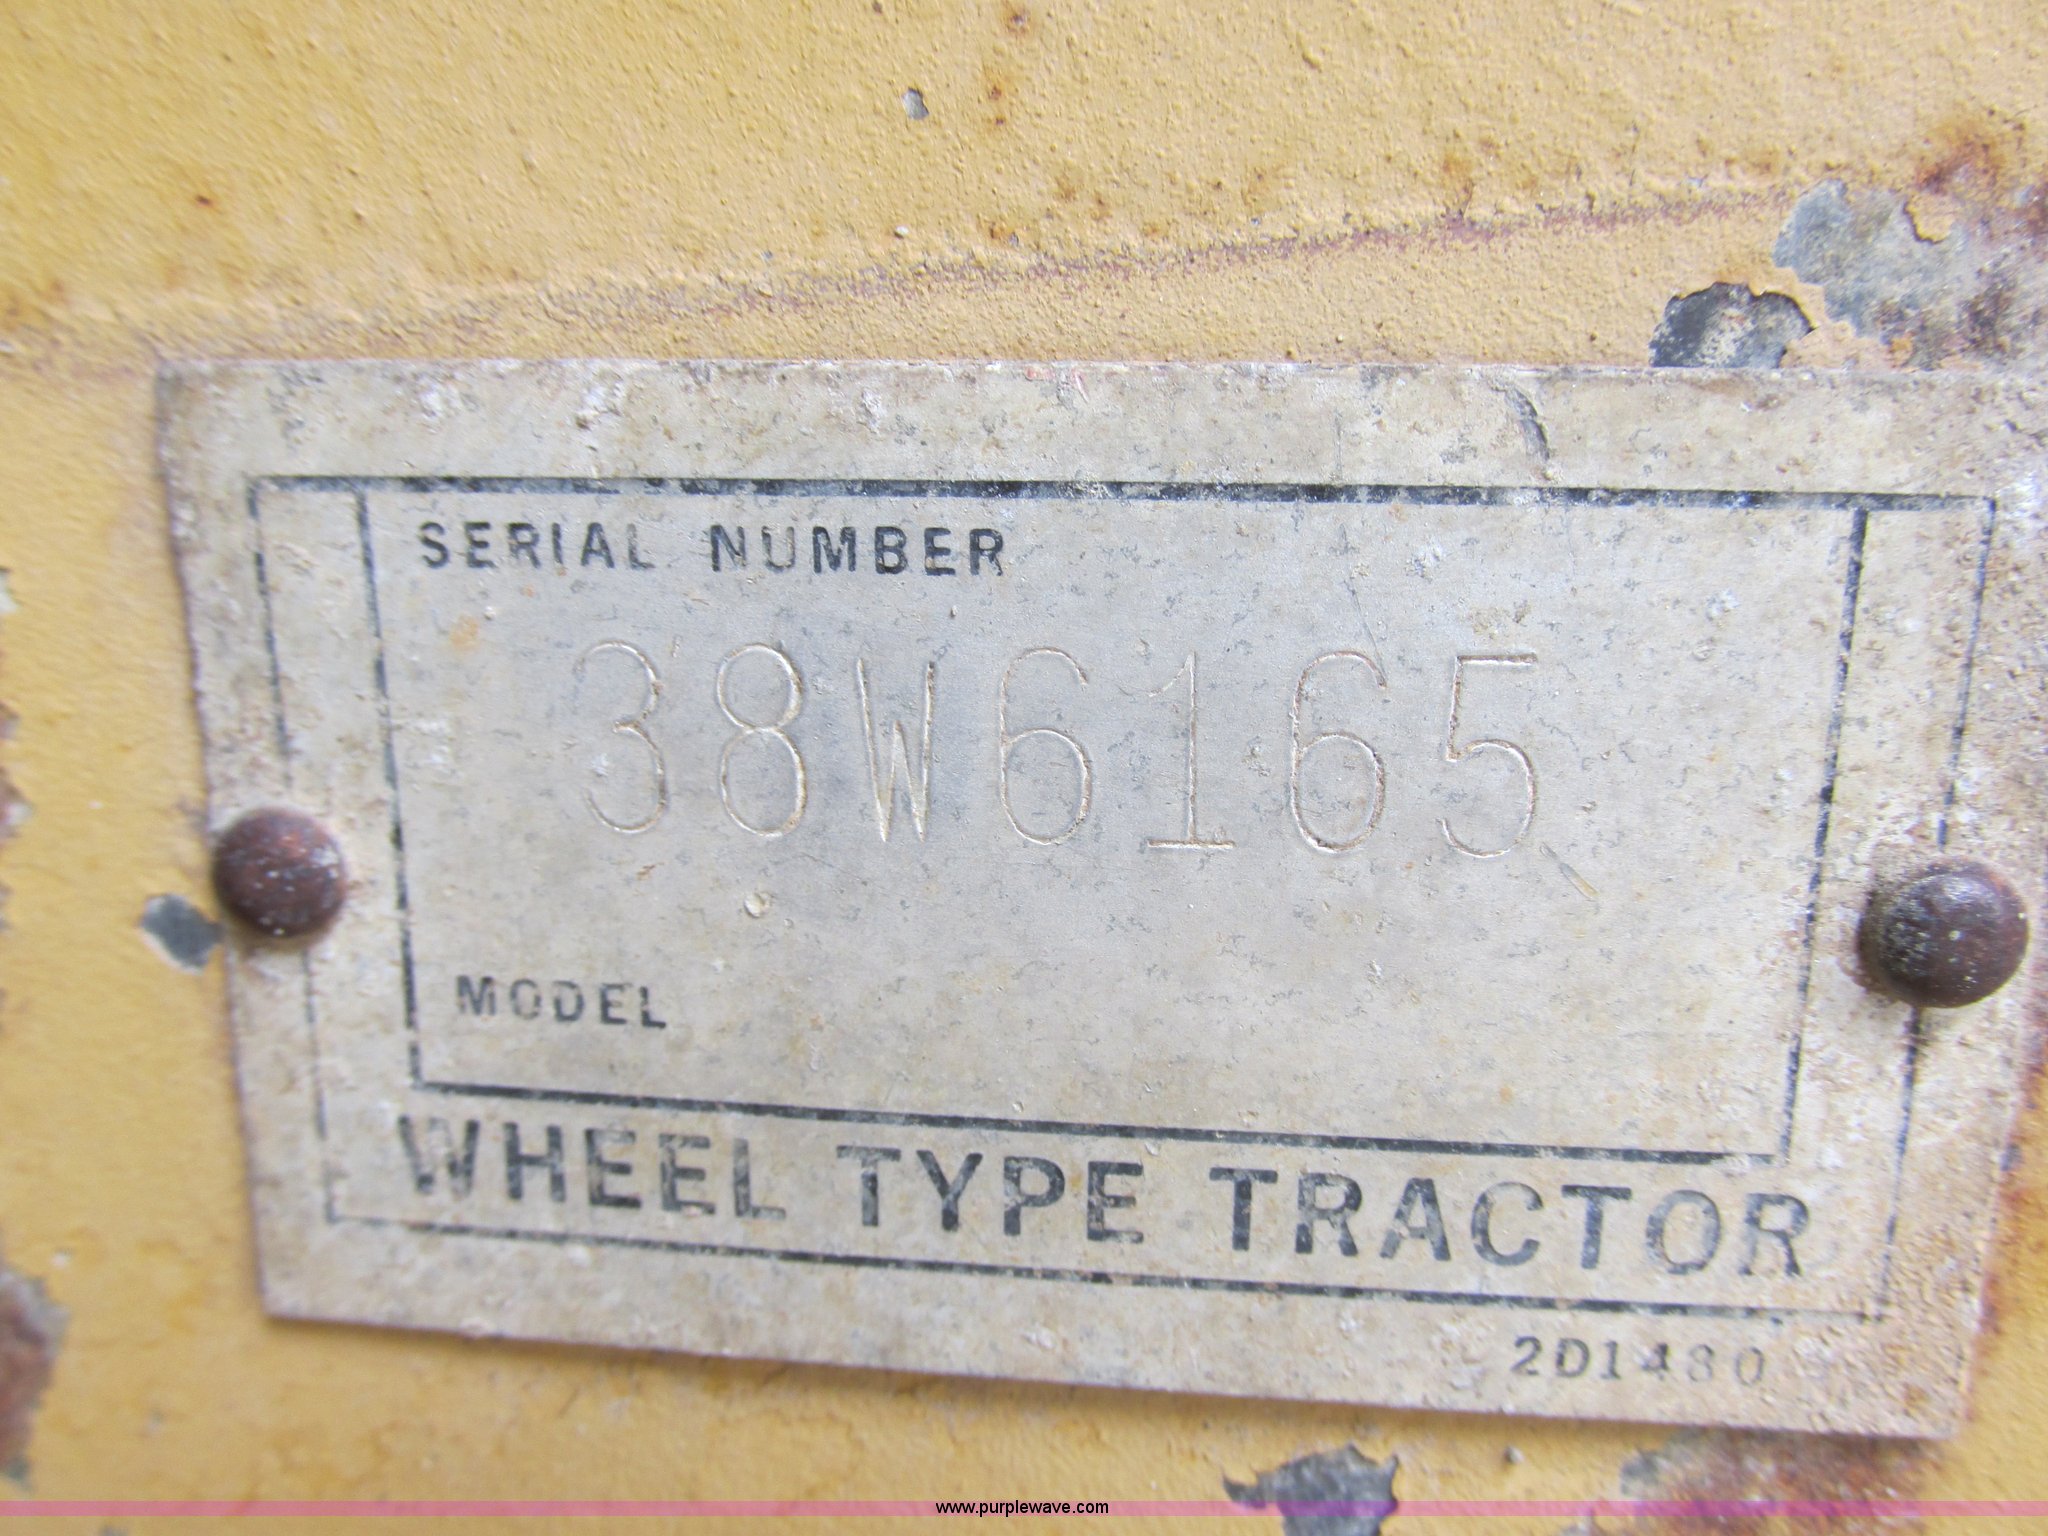 SERIAL NUMBER
38W6165
MODEL
WHEEL TYPE TRACTOR
2D1480
www.purplewave.com